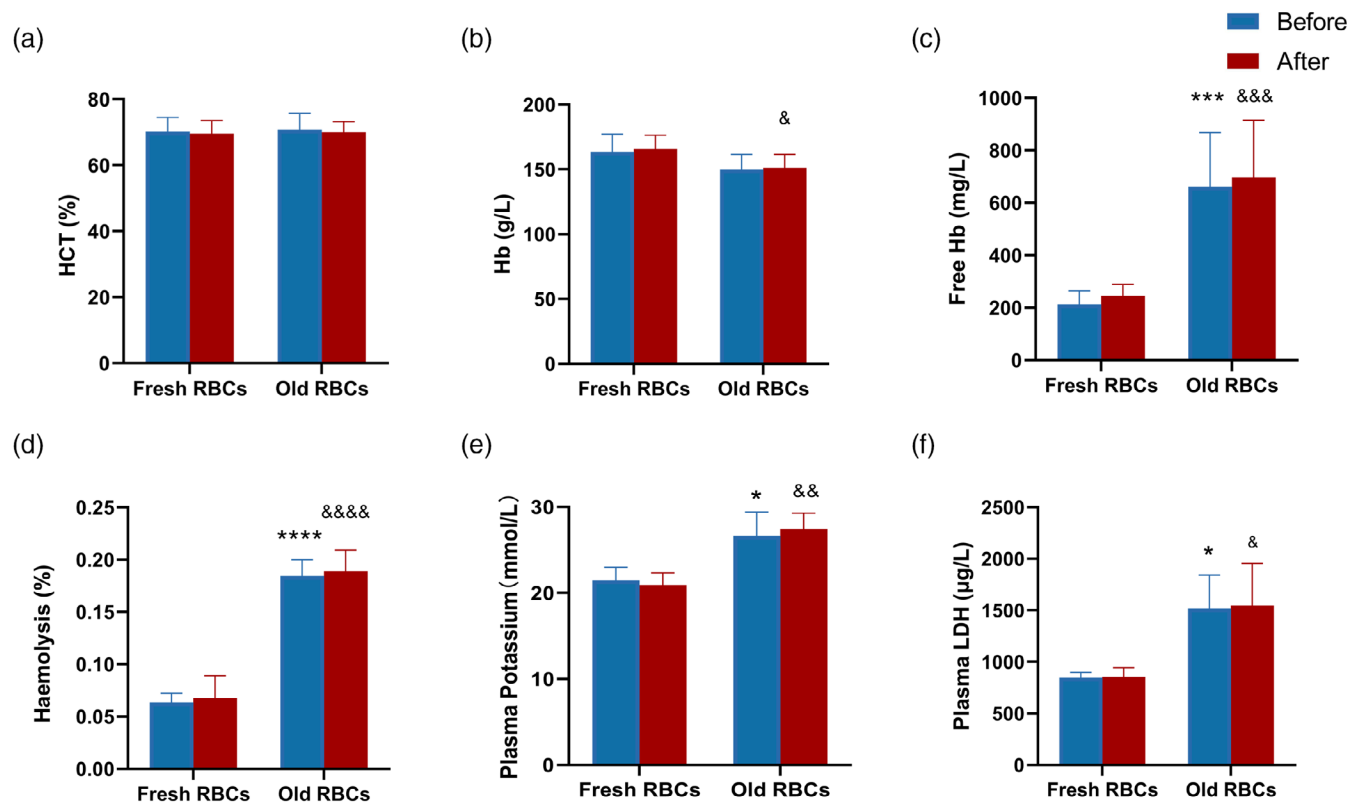 Before
After
(a)
HCT (%)
80
60
40
20
0
Fresh RBCs
Old RBCs
(b)
Hb (g/L)
200
150
100
50
0
&
Fresh RBCs
Old RBCs
(c)
Free Hb (mg/L)
1000
800
600
400
200
0
*** &&&
Fresh RBCs
Old RBCs
(d)
Haemolysis (%)
0.25
0.20
0.15
0.10
0.05
0.00
**** &&&&
Fresh RBCs
Old RBCs
(e)
Plasma Potassium（mmol/L）
30
20
10
0
* &&
Fresh RBCs
Old RBCs
(f)
Plasma LDH (μg/L)
2500
2000
1500
1000
500
0
* &
Fresh RBCs
Old RBCs